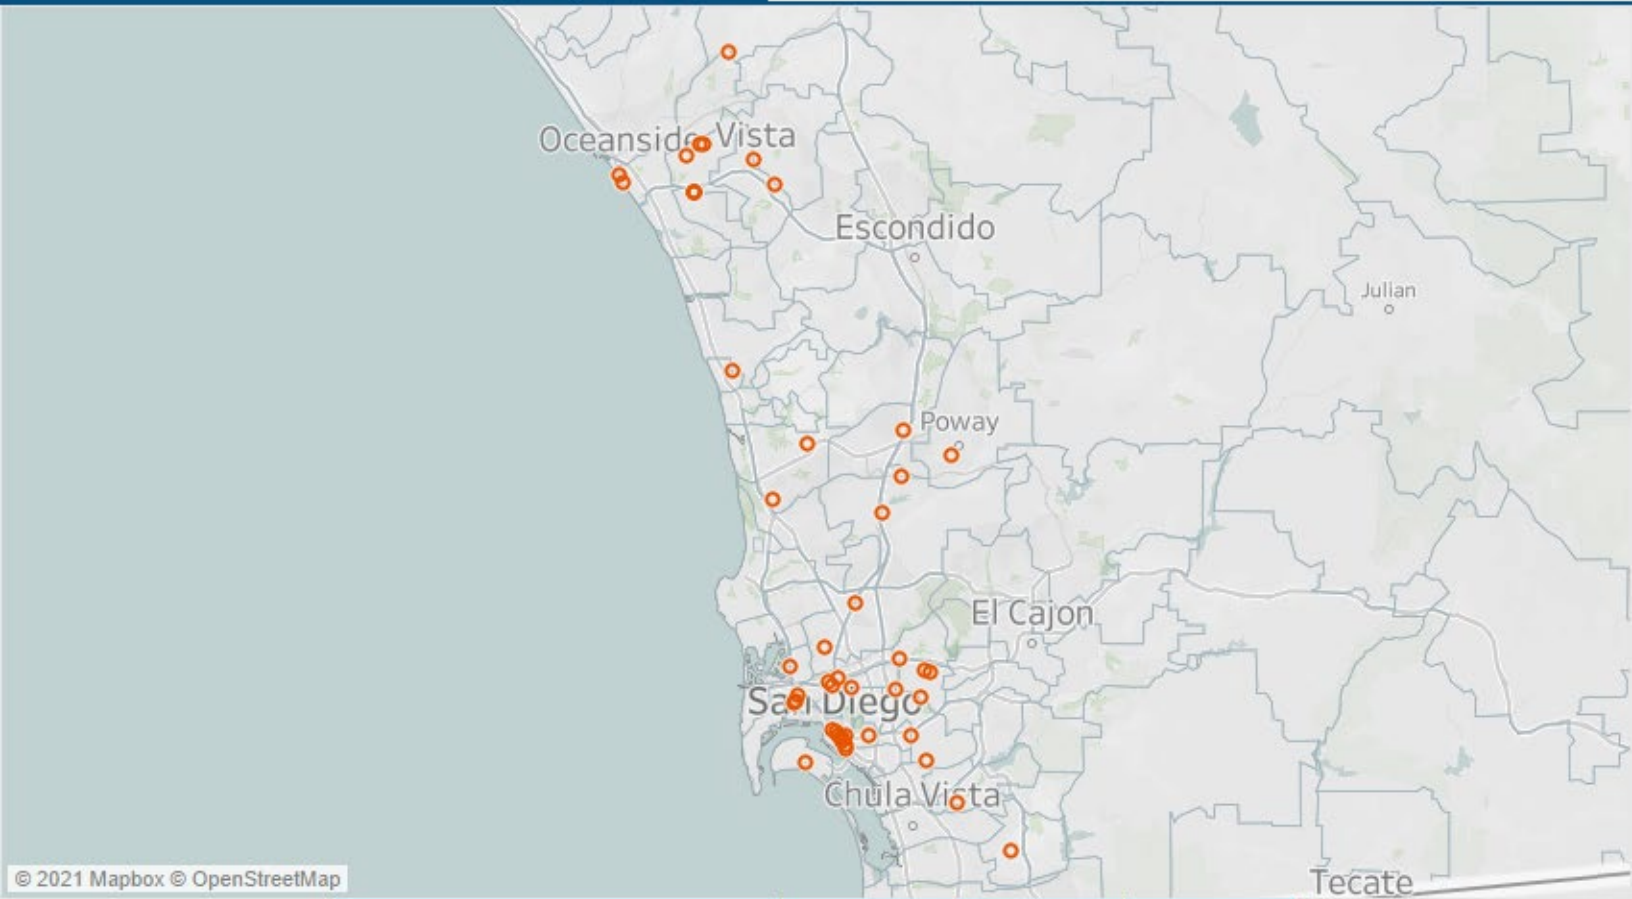 Oceanside
Vista
Escondido
Julian
Poway
El Cajon
San Diego
Chula Vista
Tecate
© 2021 Mapbox © OpenStreetMap